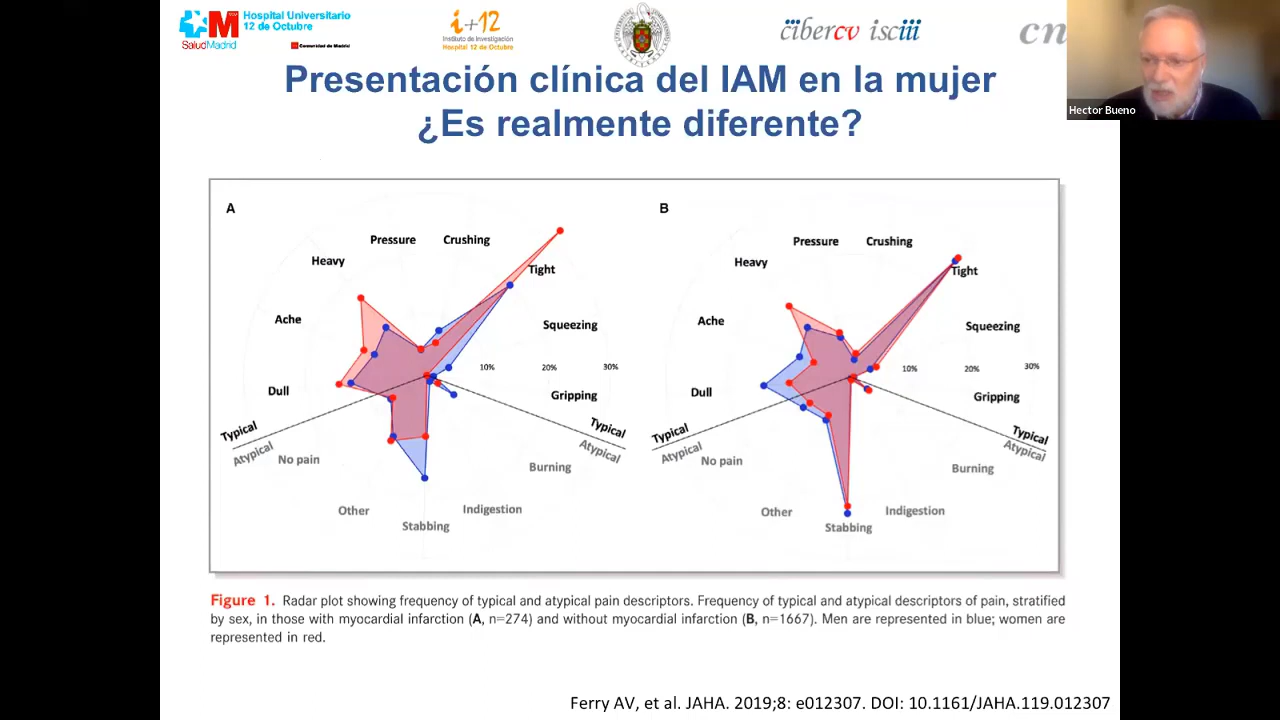 SaludMadrid
Hospital Universitario
12 de Octubre
Comunidad de Madrid
i+12
Instituto de Investigación
Hospital 12 de Octubre
cibercv isciii
cn
Hector Bueno
Presentación clínica del IAM en la mujer
¿Es realmente diferente?
A
Pressure
Crushing
Heavy
Tight
Ache
Squeezing
10%
20%
30%
Dull
Gripping
Typical
Atypical
Typical
Atypical
No pain
Burning
Other
Indigestion
Stabbing
B
Pressure
Crushing
Heavy
Tight
Ache
Squeezing
10%
20%
30%
Dull
Gripping
Typical
Atypical
Typical
Atypical
No pain
Burning
Other
Indigestion
Stabbing
Figure 1. Radar plot showing frequency of typical and atypical pain descriptors. Frequency of typical and atypical descriptors of pain, stratified
by sex, in those with myocardial infarction (A, n=274) and without myocardial infarction (B, n=1667). Men are represented in blue; women are
represented in red.
Ferry AV, et al. JAHA. 2019;8: e012307. DOI: 10.1161/JAHA.119.012307